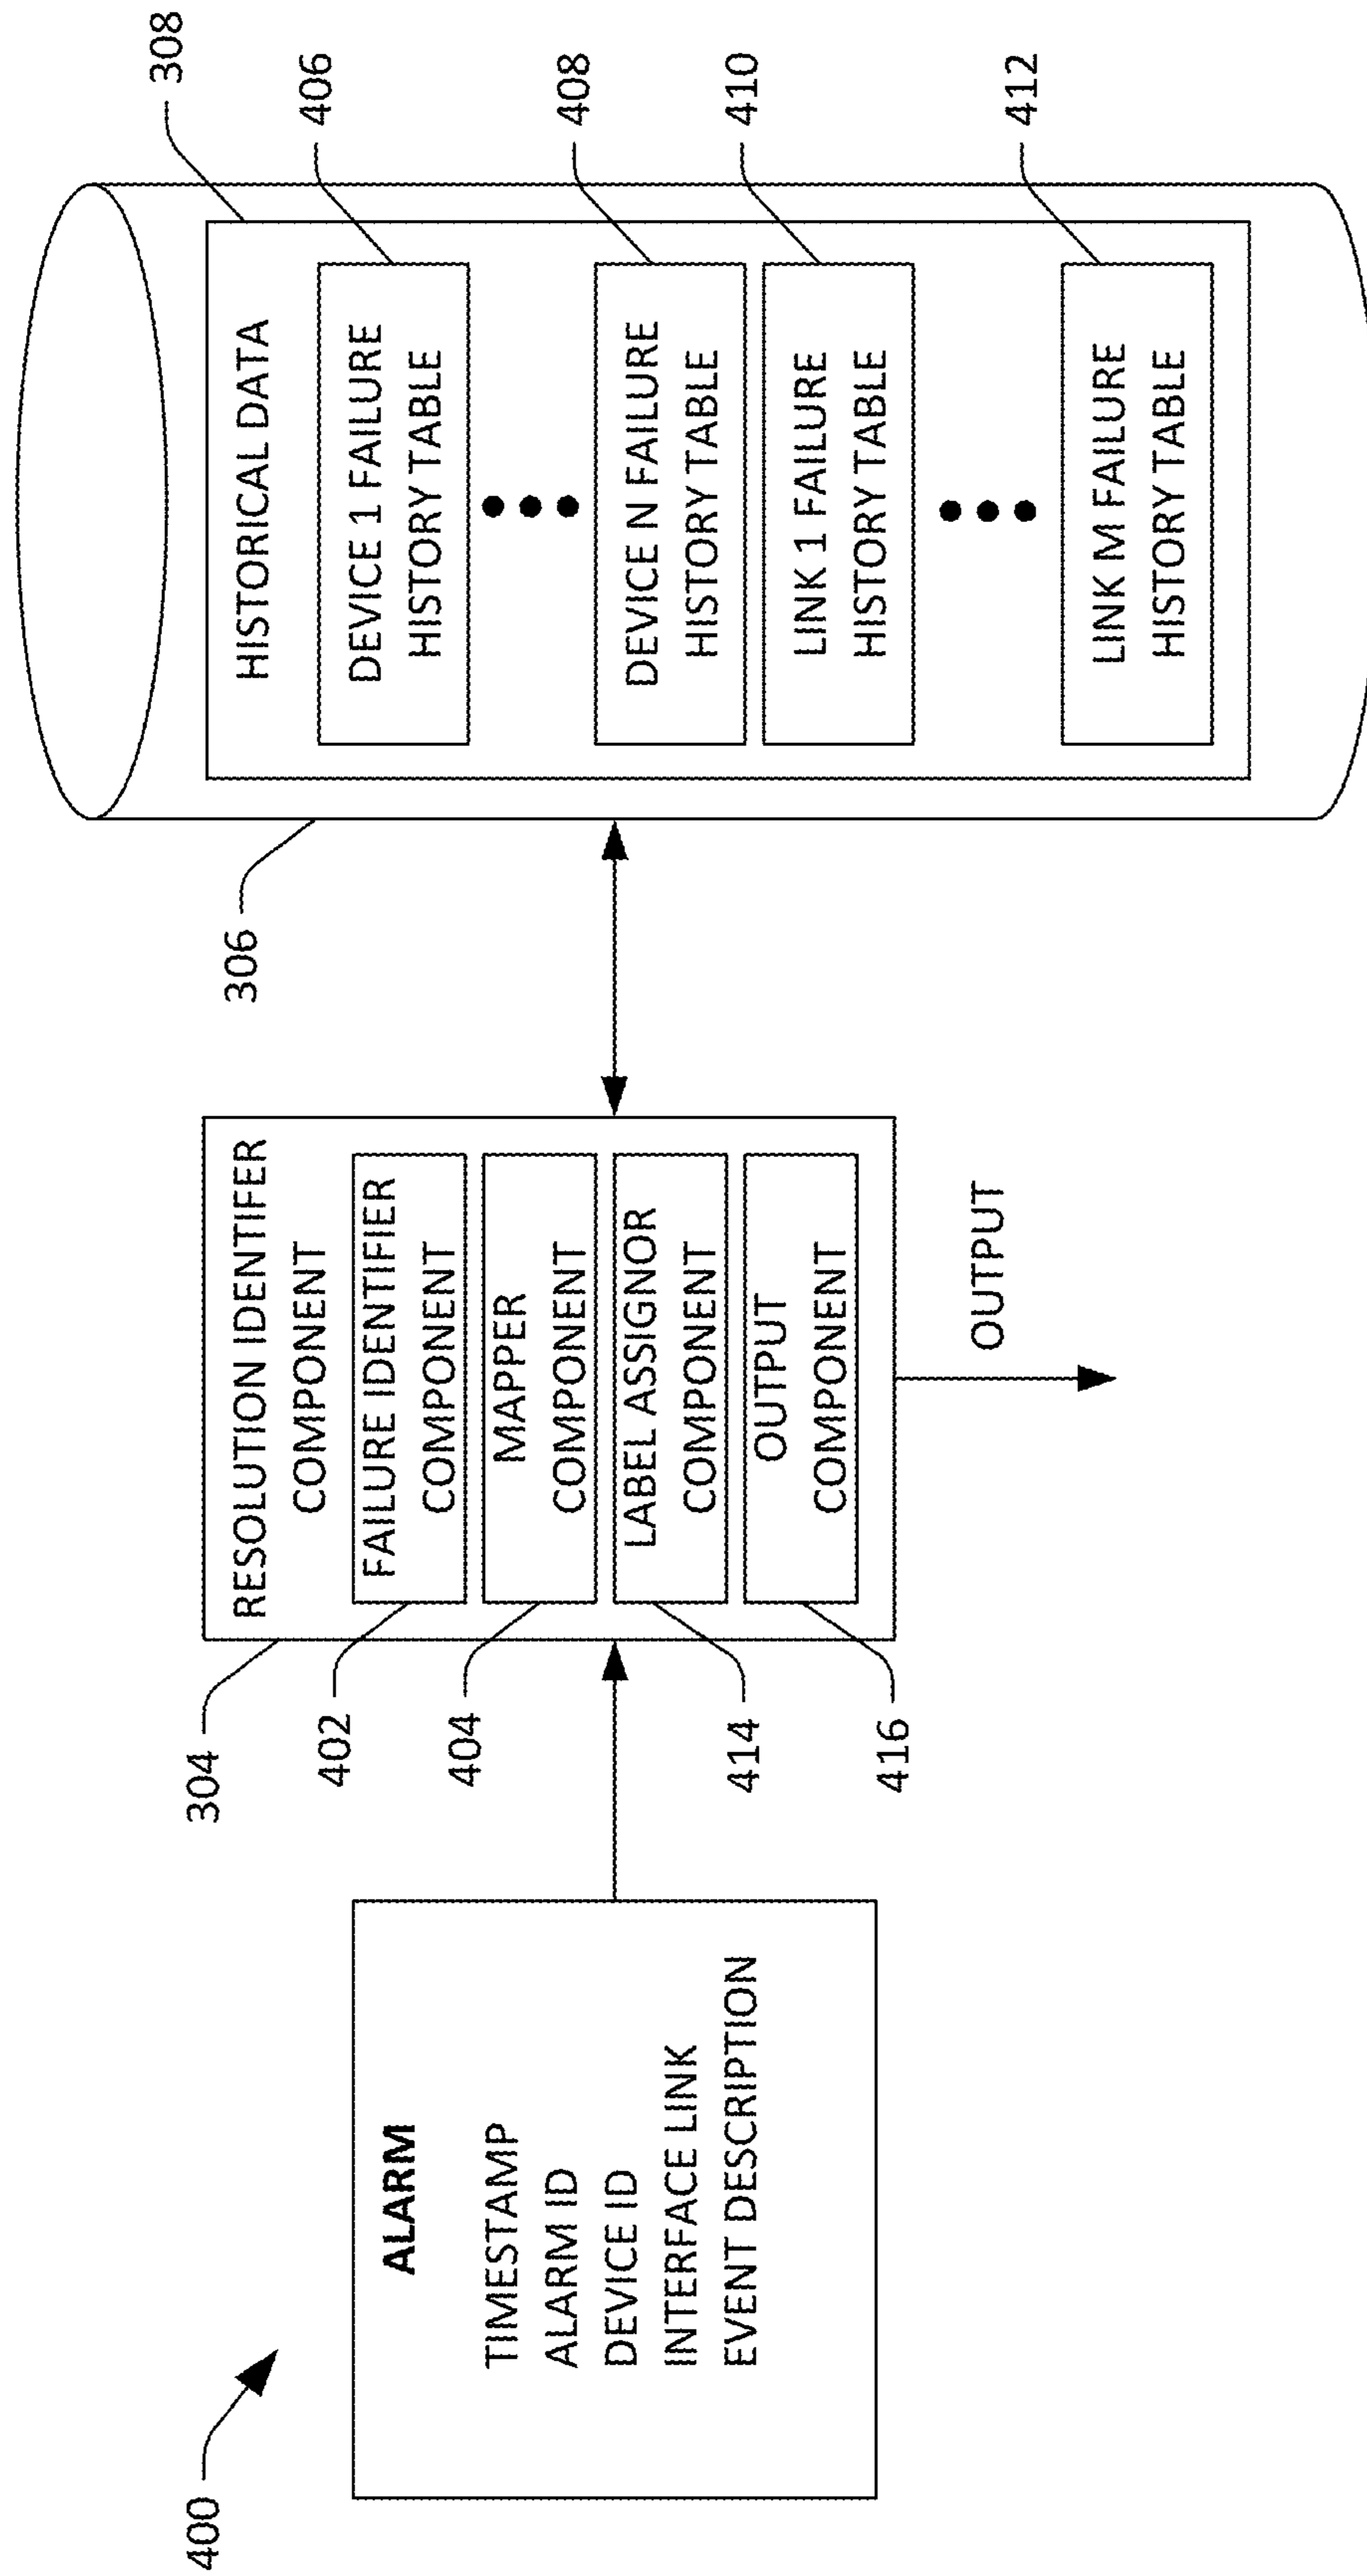 400
ALARM
TIMESTAMP
ALARM ID
DEVICE ID
INTERFACE LINK
EVENT DESCRIPTION
304
402
404
414
416
RESOLUTION IDENTIFER
COMPONENT
FAILURE IDENTIFIER
COMPONENT
MAPPER
COMPONENT
LABEL ASSIGNOR
COMPONENT
OUTPUT
COMPONENT
OUTPUT
306
HISTORICAL DATA
DEVICE 1 FAILURE
HISTORY TABLE
DEVICE N FAILURE
HISTORY TABLE
LINK 1 FAILURE
HISTORY TABLE
LINK M FAILURE
HISTORY TABLE
308
406
408
410
412